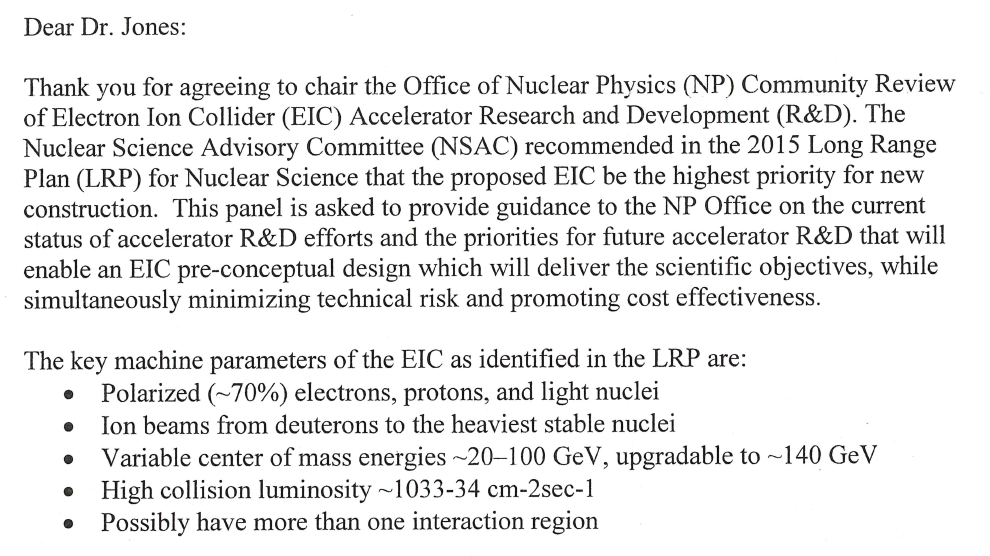 Dear Dr. Jones:
Thank you for agreeing to chair the Office of Nuclear Physics (NP) Community Review
of Electron Ion Collider (EIC) Accelerator Research and Development (R&D). The
Nuclear Science Advisory Committee (NSAC) recommended in the 2015 Long Range
Plan (LRP) for Nuclear Science that the proposed EIC be the highest priority for new
construction. This panel is asked to provide guidance to the NP Office on the current
status of accelerator R&D efforts and the priorities for future accelerator R&D that will
enable an EIC pre-conceptual design which will deliver the scientific objectives, while
simultaneously minimizing technical risk and promoting cost effectiveness.
The key machine parameters of the EIC as identified in the LRP are:
• Polarized (~70%) electrons, protons, and light nuclei
• Ion beams from deuterons to the heaviest stable nuclei
• Variable center of mass energies ~20–100 GeV, upgradable to ~140 GeV
• High collision luminosity ~1033-34 cm-2sec-1
• Possibly have more than one interaction region